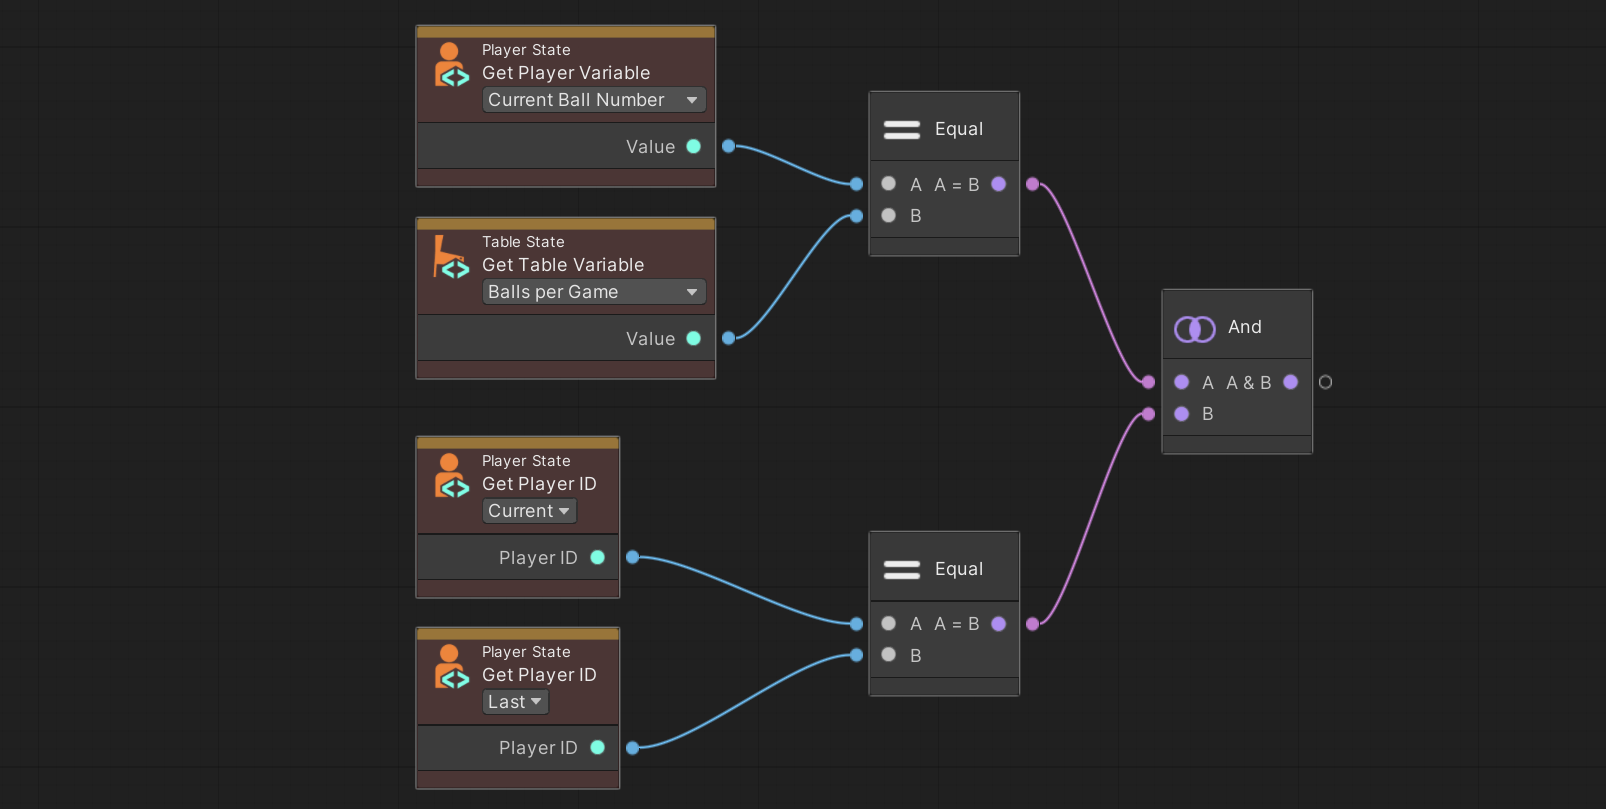 Player State
Get Player Variable
Current Ball Number
Value
Table State
Get Table Variable
Balls per Game
Value
Equal
A A = B
B
And
A A & B
B
Player State
Get Player ID
Current
Player ID
Player State
Get Player ID
Last
Player ID
Equal
A A = B
B